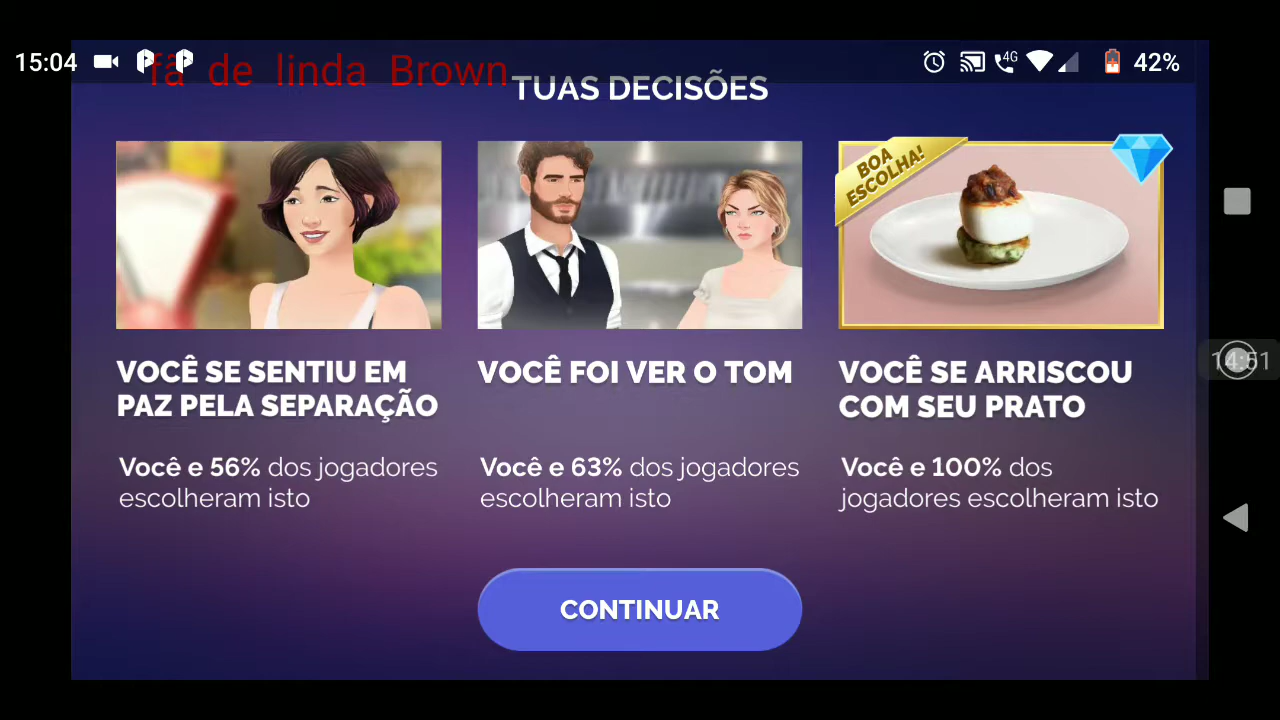 15:04
4G
42%
fã de linda Brown
TUAS DECISÕES
BOA
ESCOLHA!
VOCÊ SE SENTIU EM
PAZ PELA SEPARAÇÃO
Você e 56% dos jogadores
escolheram isto
VOCÊ FOI VER O TOM
Você e 63% dos jogadores
escolheram isto
VOCÊ SE ARRISCOU
COM SEU PRATO
Você e 100% dos
jogadores escolheram isto
14:51
CONTINUAR